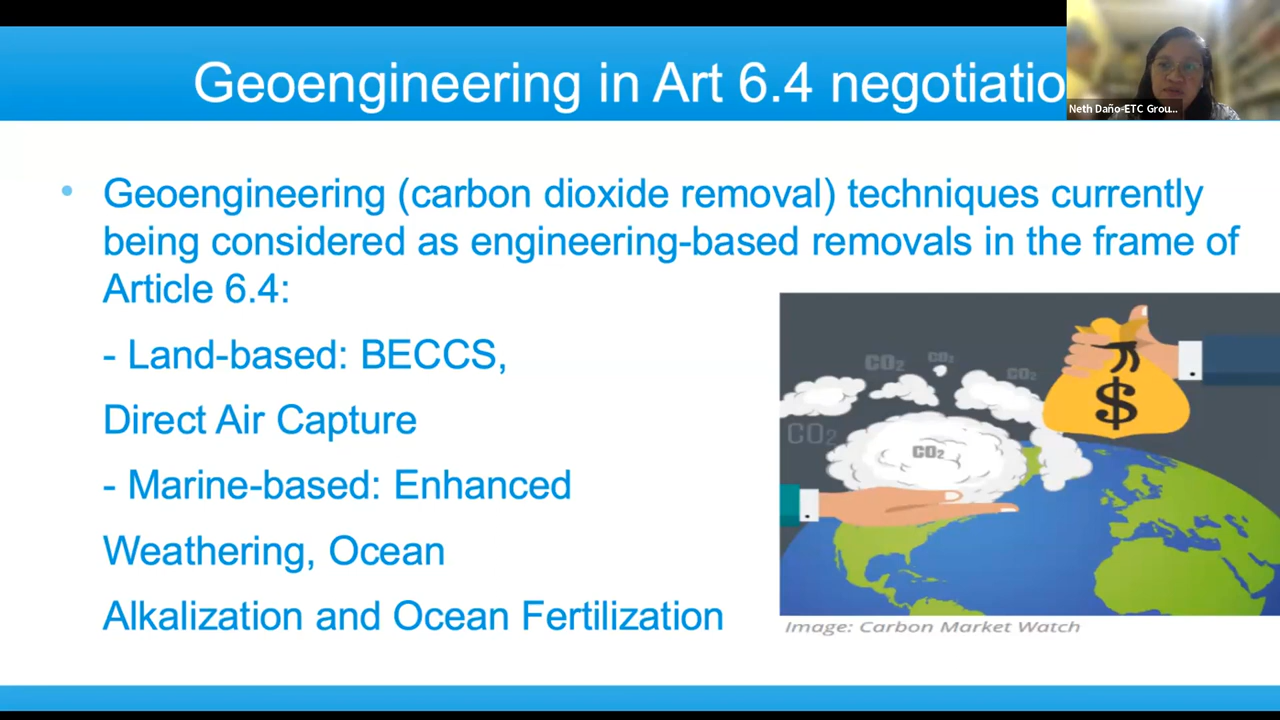 Geoengineering in Art 6.4 negotiatio
Neth Daño-ETC Grou...
• Geoengineering (carbon dioxide removal) techniques currently
being considered as engineering-based removals in the frame of
Article 6.4:
- Land-based: BECCS,
Direct Air Capture
- Marine-based: Enhanced
Weathering, Ocean
Alkalization and Ocean Fertilization
CO2
CO2
CO2
CO2
CO2
$
Image: Carbon Market Watch